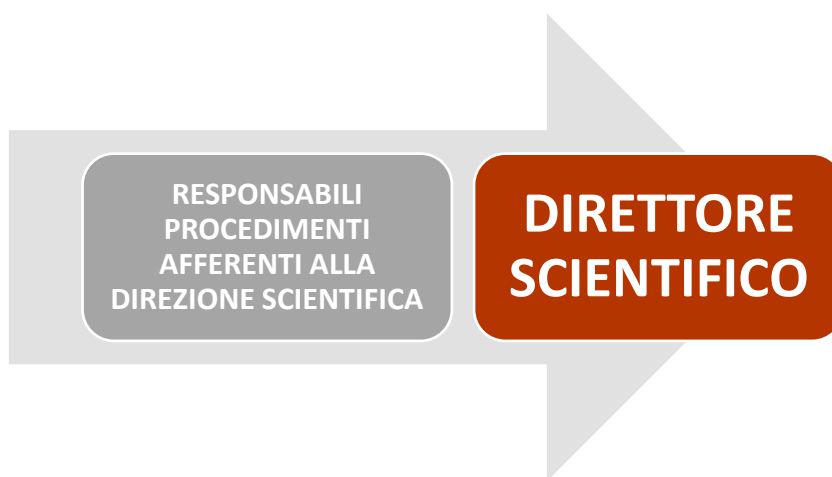 RESPONSABILI
PROCEDIMENTI
AFFERENTI ALLA
DIREZIONE SCIENTIFICA
DIRETTORE
SCIENTIFICO